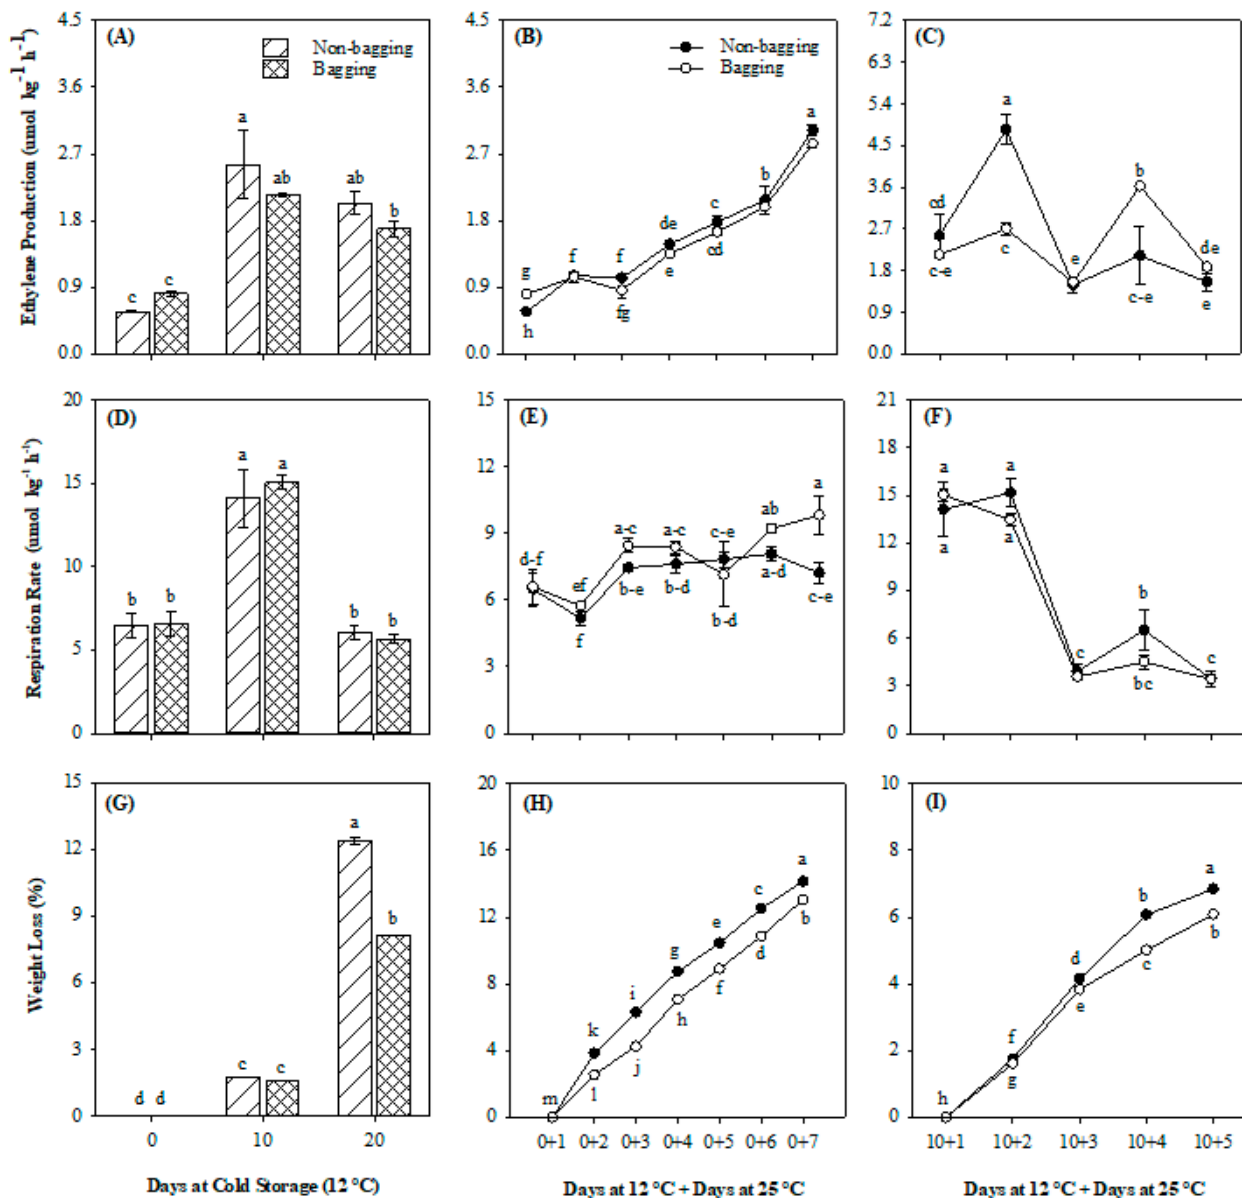 (A)
Non-bagging
Bagging
Ethylene Production (umol kg⁻¹ h⁻¹)
4.5
3.6
2.7
1.8
0.9
0.0
c
c
a
ab
ab
b
(B)
Non-bagging
Bagging
4.5
3.6
2.7
1.8
0.9
0.0
g
h
f
f
fg
de
e
c
cd
b
a
(C)
7.2
6.3
5.4
4.5
3.6
2.7
1.8
0.9
0.0
cd
c-e
a
c
e
b
c-e
de
e
(D)
Respiration Rate (umol kg⁻¹ h⁻¹)
20
15
10
5
0
b
b
a
a
b
b
(E)
15
12
9
6
3
0
d-f
ef
f
a-c
b-e
a-c
b-d
c-e
b-d
ab
a-d
a
c-e
(F)
21
18
15
12
9
6
3
0
a
a
a
a
c
b
bc
c
(G)
Weight Loss (%)
15
12
9
6
3
0
d
d
c
c
a
b
0
10
20
Days at Cold Storage (12 °C)
(H)
20
16
12
8
4
0
m
k
l
i
j
g
h
e
f
c
d
a
b
0+1
0+2
0+3
0+4
0+5
0+6
0+7
Days at 12 °C + Days at 25 °C
(I)
10
8
6
4
2
0
h
f
g
d
e
b
c
a
b
10+1
10+2
10+3
10+4
10+5
Days at 12 °C + Days at 25 °C